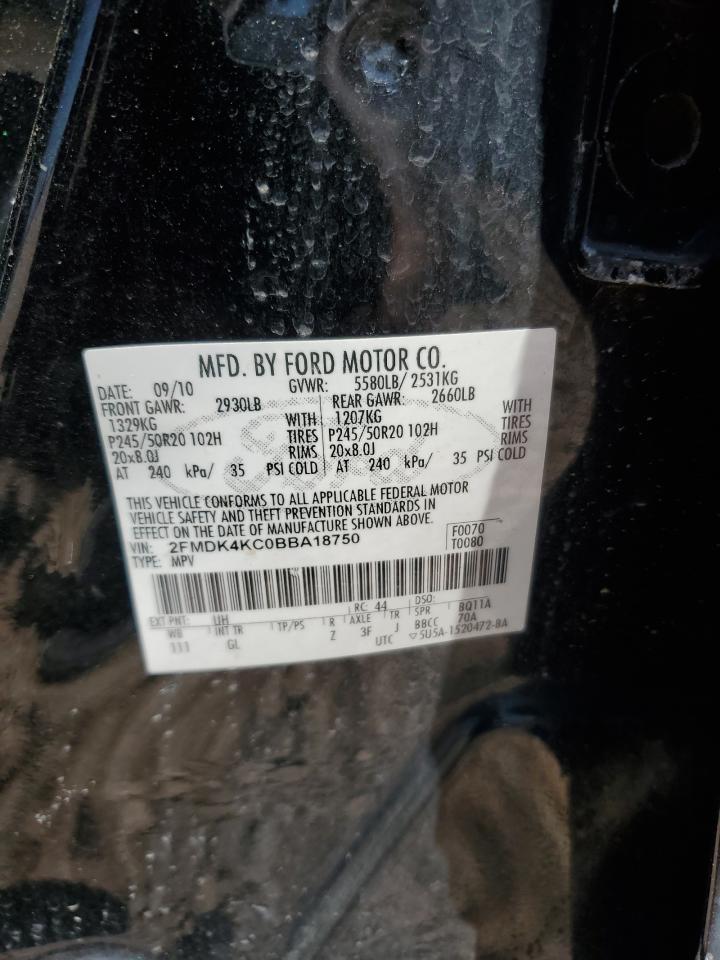 MFD. BY FORD MOTOR CO.
DATE: 09/10 GVWR: 5580LB/ 2531KG
FRONT GAWR: 2930LB REAR GAWR: 2660LB
1329KG WITH 1207KG WITH
P245/50R20 102H TIRES P245/50R20 102H TIRES
20x8.0J RIMS 20x8.0J RIMS
AT 240 kPa/ 35 PSI COLD AT 240 kPa/ 35 PSI COLD
THIS VEHICLE CONFORMS TO ALL APPLICABLE FEDERAL MOTOR
VEHICLE SAFETY AND THEFT PREVENTION STANDARDS IN
EFFECT ON THE DATE OF MANUFACTURE SHOWN ABOVE.
VIN: 2FMDK4KC0BBA18750 F0070
TYPE: MPV T0080
EXT PNT: UH RC: 44 DSO: BQ11A
WB INT TR TP/PS R AXLE TR SPR 70A
111 GL Z 3F J BBCC
UTC ▽5U5A-1520472-BA